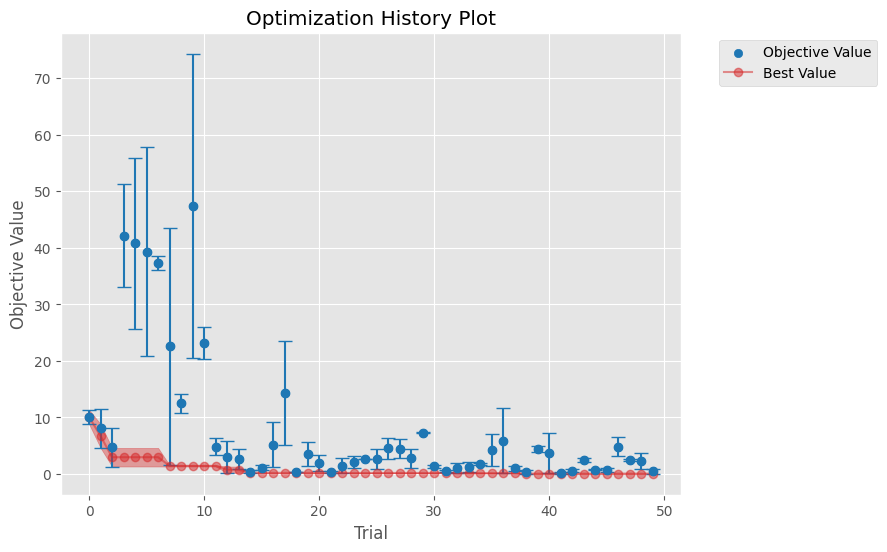 Optimization History Plot
Objective Value
Best Value
Objective Value
70
60
50
40
30
20
10
0
0 10 20 30 40 50
Trial